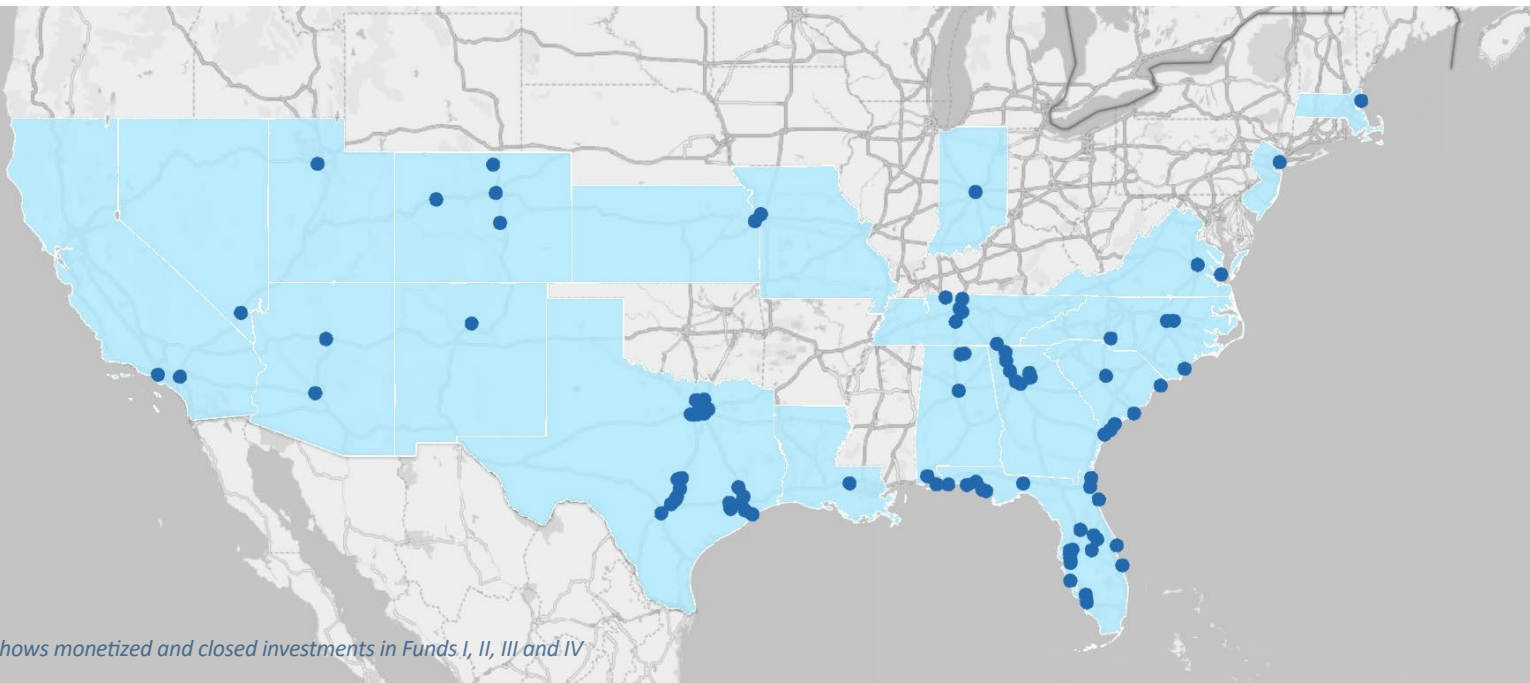 hows monetized and closed investments in Funds I, II, III and IV